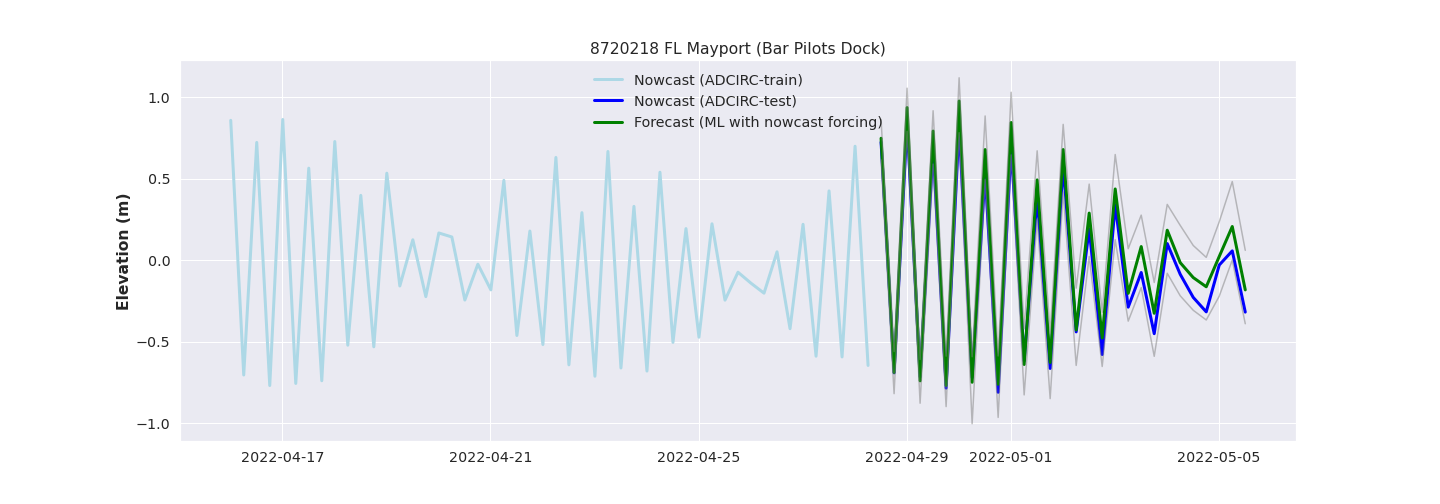 8720218 FL Mayport (Bar Pilots Dock)
Nowcast (ADCIRC-train)
Nowcast (ADCIRC-test)
Forecast (ML with nowcast forcing)
Elevation (m)
1.0
0.5
0.0
−0.5
−1.0
2022-04-17 2022-04-21 2022-04-25 2022-04-29 2022-05-01 2022-05-05